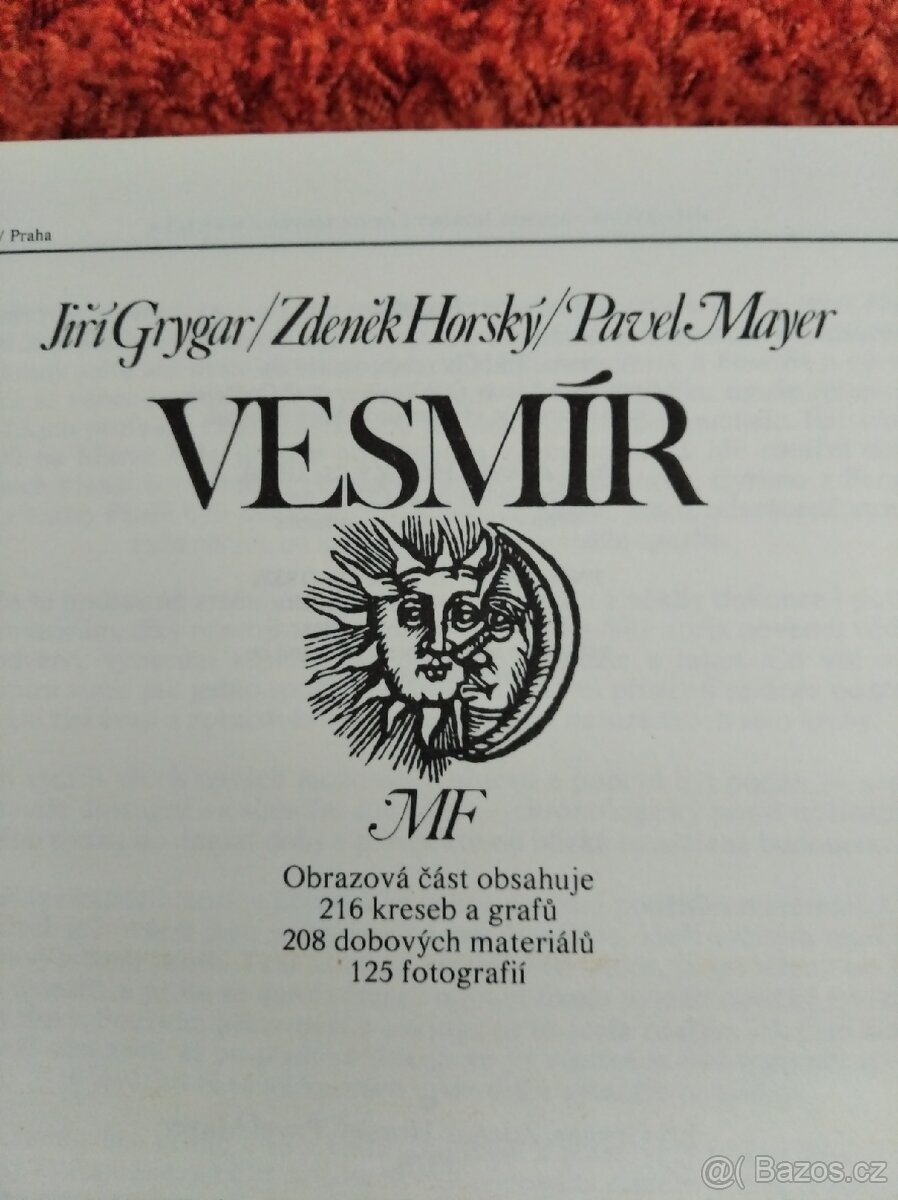 / Praha
Jiří Grygar/Zdeněk Horský/Pavel Mayer
VESMÍR
MF
Obrazová část obsahuje
216 kreseb a grafů
208 dobových materiálů
125 fotografií
@( Bazos.cz